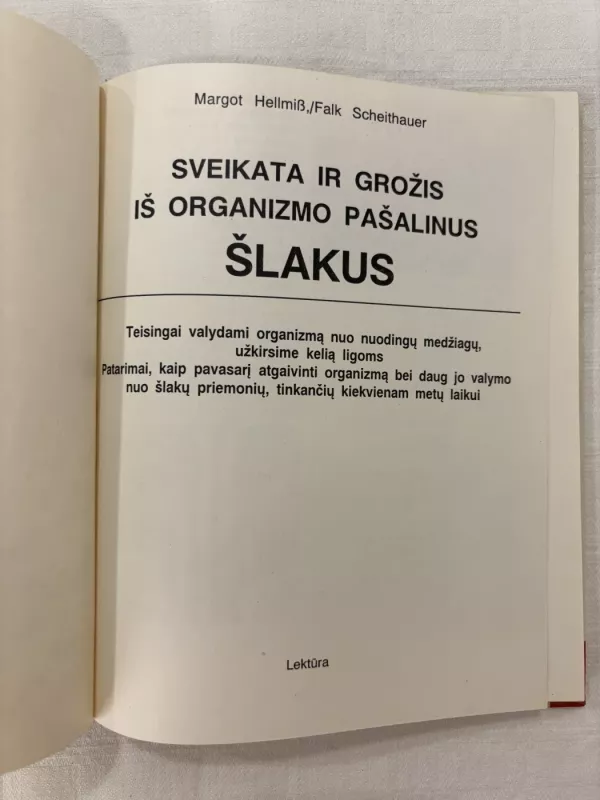 Margot Hellmiß,/Falk Scheithauer
SVEIKATA IR GROŽIS
IŠ ORGANIZMO PAŠALINUS
ŠLAKUS
Teisingai valydami organizmą nuo nuodingų medžiagų,
užkirsime kelią ligoms
Patarimai, kaip pavasarį atgaivinti organizmą bei daug jo valymo
nuo šlakų priemonių, tinkančių kiekvienam metų laikui
Lektūra